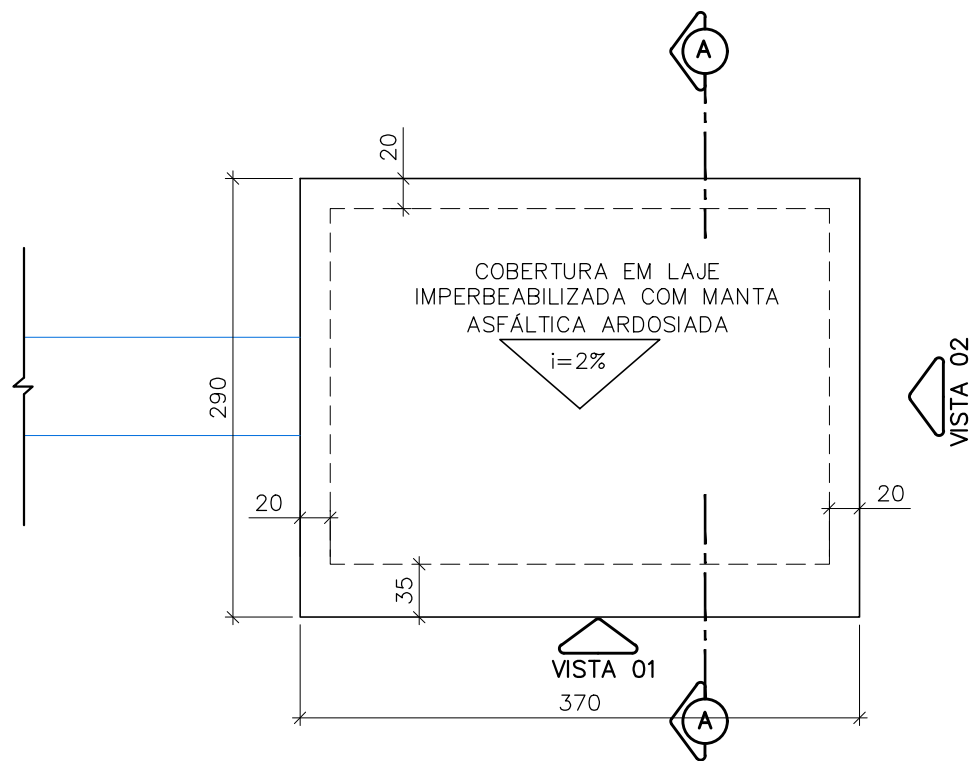 A
20
COBERTURA EM LAJE
IMPERBEABILIZADA COM MANTA
ASFÁLTICA ARDOSIADA
i=2%
290
VISTA 02
20
20
35
VISTA 01
370
A